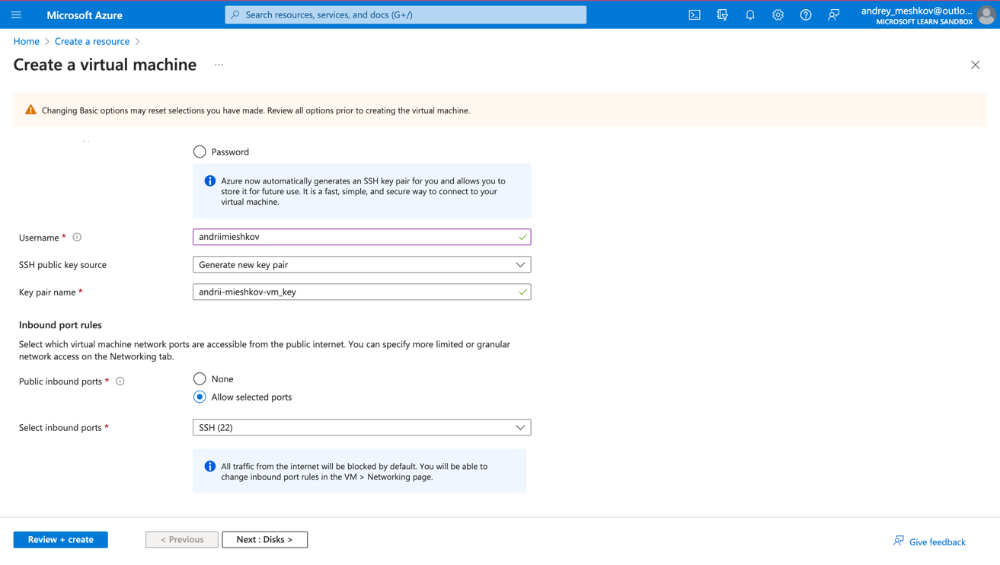 Microsoft Azure
Search resources, services, and docs (G+/)
andrey_meshkov@outlo...
MICROSOFT LEARN SANDBOX
Home > Create a resource >
Create a virtual machine ...
Changing Basic options may reset selections you have made. Review all options prior to creating the virtual machine.
Password
Azure now automatically generates an SSH key pair for you and allows you to
store it for future use. It is a fast, simple, and secure way to connect to your
virtual machine.
Username * andriimieshkov
SSH public key source Generate new key pair
Key pair name * andrii-mieshkov-vm_key
Inbound port rules
Select which virtual machine network ports are accessible from the public internet. You can specify more limited or granular
network access on the Networking tab.
Public inbound ports * None
Allow selected ports
Select inbound ports * SSH (22)
All traffic from the internet will be blocked by default. You will be able to
change inbound port rules in the VM > Networking page.
Review + create < Previous Next : Disks > Give feedback